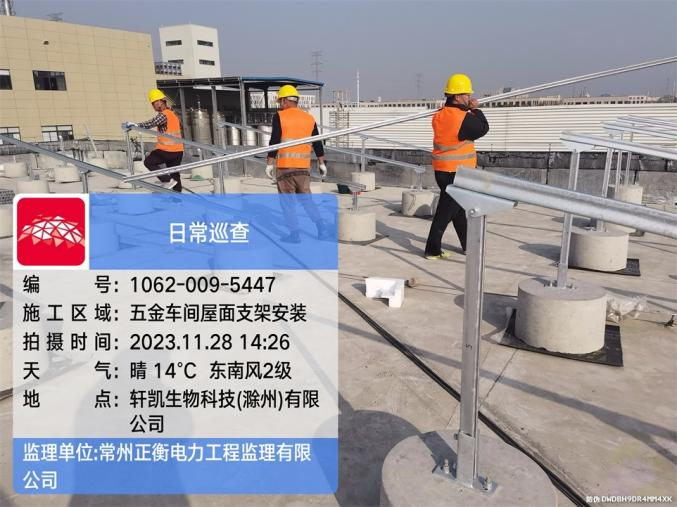 日常巡查
编 号: 1062-009-5447
施工区域: 五金车间屋面支架安装
拍摄时间: 2023.11.28 14:26
天 气: 晴 14°C 东南风2级
地 点: 轩凯生物科技(滁州)有限
公司
监理单位:常州正衡电力工程监理有限
公司
防伪 DWDBH9DR4MM4XK